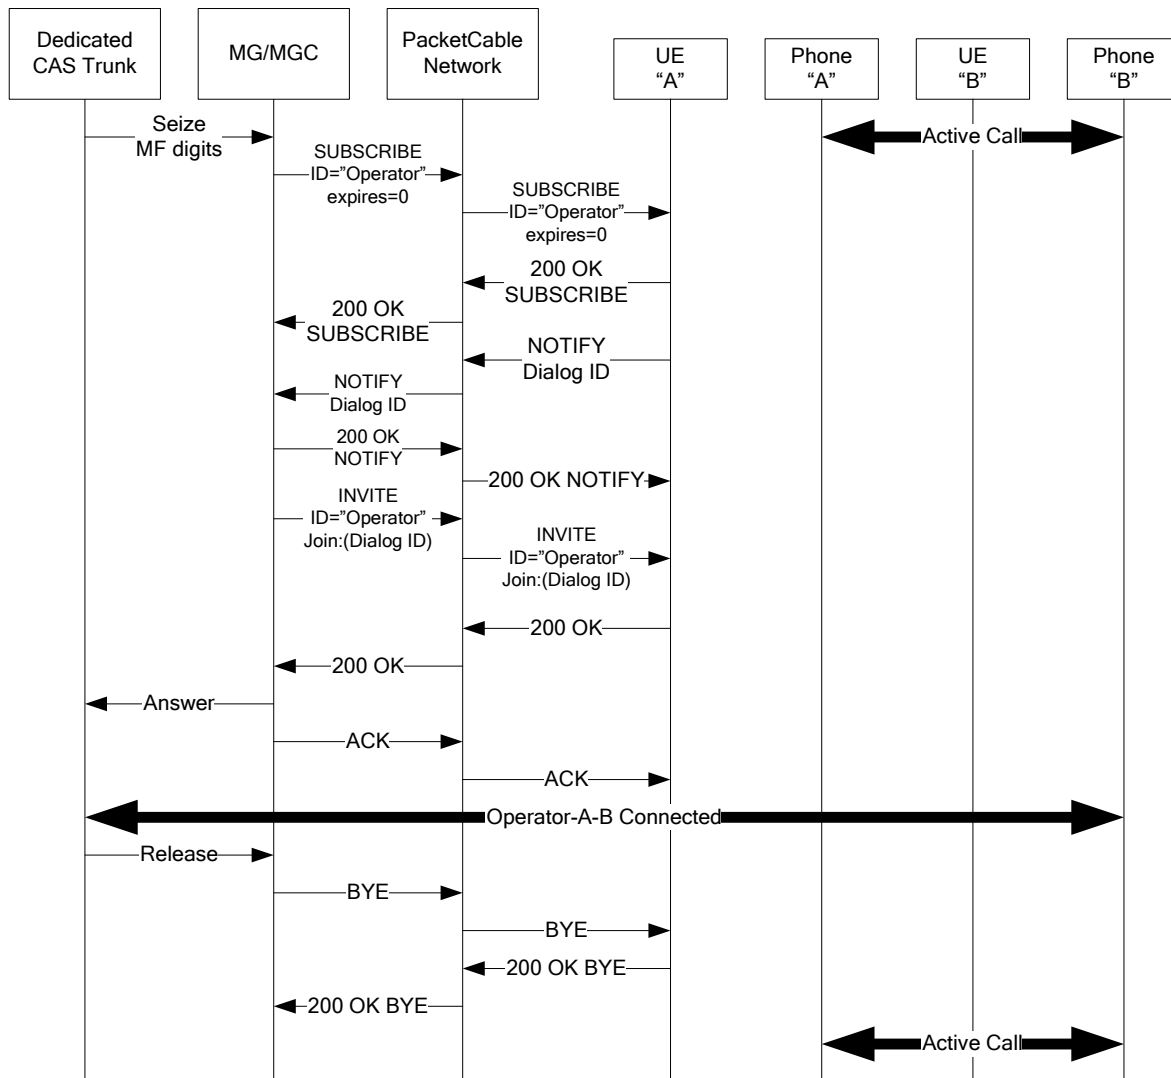 Dedicated
CAS Trunk
MG/MGC
PacketCable
Network
UE
“A”
Phone
“A”
UE
“B”
Phone
“B”
Seize
MF digits
Active Call
SUBSCRIBE
ID=”Operator”
expires=0
SUBSCRIBE
ID=”Operator”
expires=0
200 OK
SUBSCRIBE
200 OK
SUBSCRIBE
NOTIFY
Dialog ID
NOTIFY
Dialog ID
200 OK
NOTIFY
200 OK NOTIFY
INVITE
ID=”Operator”
Join:(Dialog ID)
INVITE
ID=”Operator”
Join:(Dialog ID)
200 OK
200 OK
Answer
ACK
ACK
Operator-A-B Connected
Release
BYE
BYE
200 OK BYE
200 OK BYE
Active Call